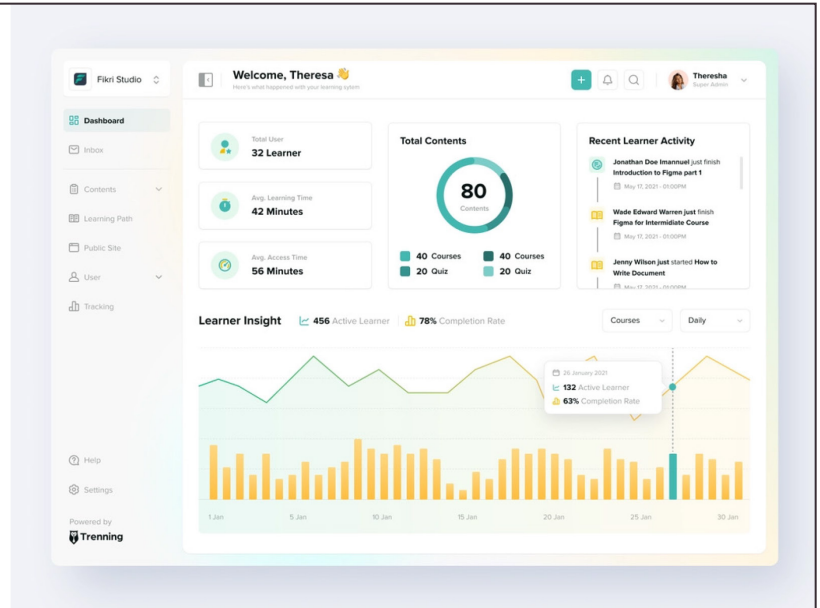 Fikri Studio
Welcome, Theresa 👋
Here's what happened with your learning sytem
Theresha
Super Admin
Dashboard
Inbox
Contents
Learning Path
Public Site
User
Tracking
Help
Settings
Powered by
Trenning
Total User
32 Learner
Avg. Learning Time
42 Minutes
Avg. Access Time
56 Minutes
Total Contents
80
Contents
40 Courses
40 Courses
20 Quiz
20 Quiz
Recent Learner Activity
Jonathan Doe Imannuel just finish
Introduction to Figma part 1
May 17, 2021 - 01:00PM
Wade Edward Warren just finish
Figma for Intermidiate Course
May 17, 2021 - 01:00PM
Jenny Wilson just started How to
Write Document
May 17, 2021 - 01:00PM
Learner Insight
456 Active Learner
78% Completion Rate
Courses
Daily
26 January 2021
132 Active Learner
63% Completion Rate
1 Jan
5 Jan
10 Jan
15 Jan
20 Jan
25 Jan
30 Jan